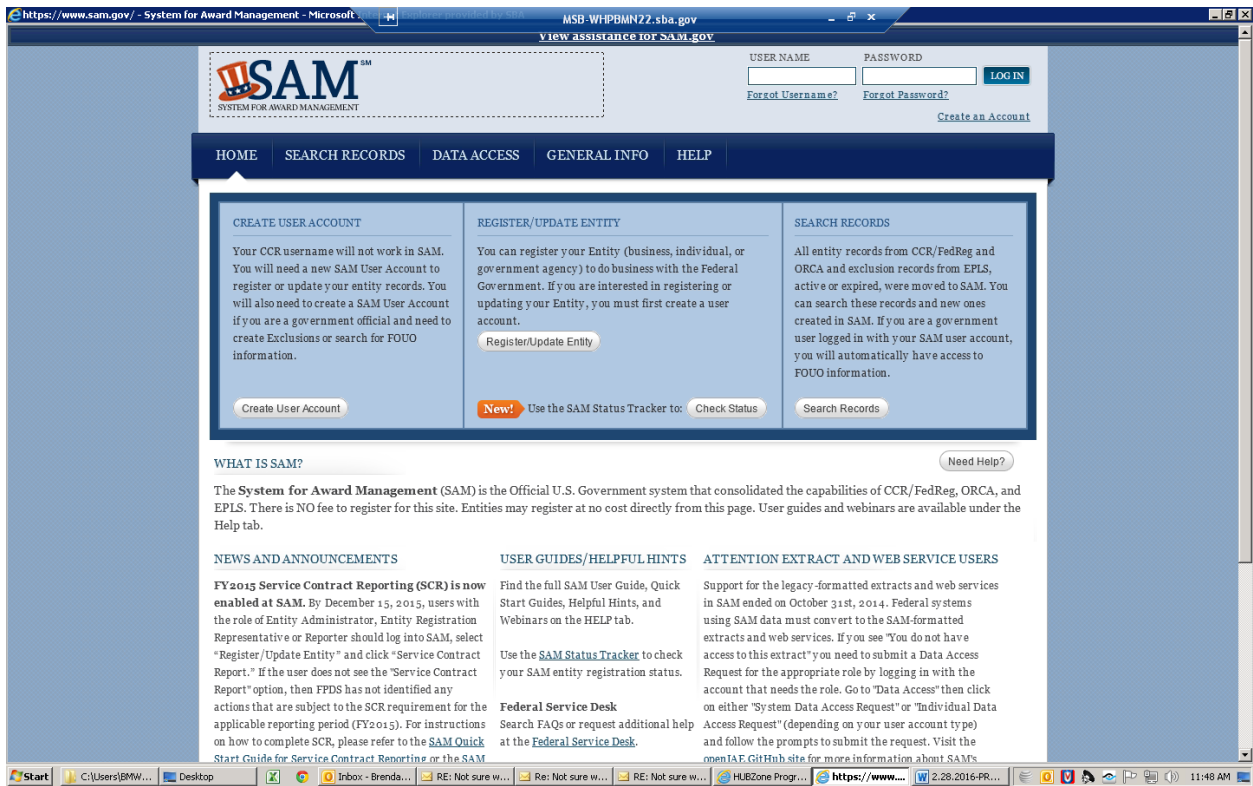 https://www.sam.gov/ - System for Award Management - Microsoft Internet Explorer provided by SBA
MSB-WHPBMN22.sba.gov
View assistance for SAM.gov
USER NAME PASSWORD
SAM SM
SYSTEM FOR AWARD MANAGEMENT
LOG IN
Forgot Username? Forgot Password?
Create an Account
HOME SEARCH RECORDS DATA ACCESS GENERAL INFO HELP
CREATE USER ACCOUNT
Your CCR username will not work in SAM.
You will need a new SAM User Account to
register or update your entity records. You
will also need to create a SAM User Account
if you are a government official and need to
create Exclusions or search for FOUO
information.
Create User Account
REGISTER/UPDATE ENTITY
You can register your Entity (business, individual, or
government agency) to do business with the Federal
Government. If you are interested in registering or
updating your Entity, you must first create a user
account.
Register/Update Entity
New! Use the SAM Status Tracker to: Check Status
SEARCH RECORDS
All entity records from CCR/FedReg and
ORCA and exclusion records from EPLS,
active or expired, were moved to SAM. You
can search these records and new ones
created in SAM. If you are a government
user logged in with your SAM user account,
you will automatically have access to
FOUO information.
Search Records
WHAT IS SAM?
Need Help?
The System for Award Management (SAM) is the Official U.S. Government system that consolidated the capabilities of CCR/FedReg, ORCA, and
EPLS. There is NO fee to register for this site. Entities may register at no cost directly from this page. User guides and webinars are available under the
Help tab.
NEWS AND ANNOUNCEMENTS
FY2015 Service Contract Reporting (SCR) is now
enabled at SAM. By December 15, 2015, users with
the role of Entity Administrator, Entity Registration
Representative or Reporter should log into SAM, select
“Register/Update Entity” and click “Service Contract
Report.” If the user does not see the "Service Contract
Report" option, then FPDS has not identified any
actions that are subject to the SCR requirement for the
applicable reporting period (FY2015). For instructions
on how to complete SCR, please refer to the SAM Quick
Start Guide for Service Contract Reporting or the SAM
USER GUIDES/HELPFUL HINTS
Find the full SAM User Guide, Quick
Start Guides, Helpful Hints, and
Webinars on the HELP tab.
Use the SAM Status Tracker to check
your SAM entity registration status.
Federal Service Desk
Search FAQs or request additional help
at the Federal Service Desk.
ATTENTION EXTRACT AND WEB SERVICE USERS
Support for the legacy-formatted extracts and web services
in SAM ended on October 31st, 2014. Federal systems
using SAM data must convert to the SAM-formatted
extracts and web services. If you see "You do not have
access to this extract" you need to submit a Data Access
Request for the appropriate role by logging in with the
account that needs the role. Go to "Data Access" then click
on either "System Data Access Request" or "Individual Data
Access Request" (depending on your user account type)
and follow the prompts to submit the request. Visit the
openIAE GitHub site for more information about SAM's
Start C:\Users\BMW... Desktop Inbox - Brenda... RE: Not sure w... Re: Not sure w... RE: Not sure w... HUBZone Progr... https://www.... 2.28.2016-PR... 11:48 AM